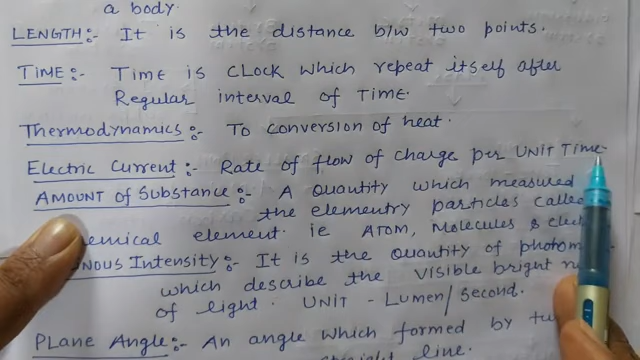 a body.
LENGTH:- It is the distance b/w two points.
TIME:- Time is CLOCK which repeat itself after
Regular interval of TIME.
Thermodynamics:- To conversion of heat.
Electric Current:- Rate of flow of charge per UNIT Time.
AMOUNT of Substance:- A Quantity which measured
the elementry particles called
chemical element. ie ATOM, Molecules &
Intensity:- It is the Quantity of
which describe the visible bright
of light. UNIT - Lumen/second.
PLANE Angle:- An angle which formed by
straight line.